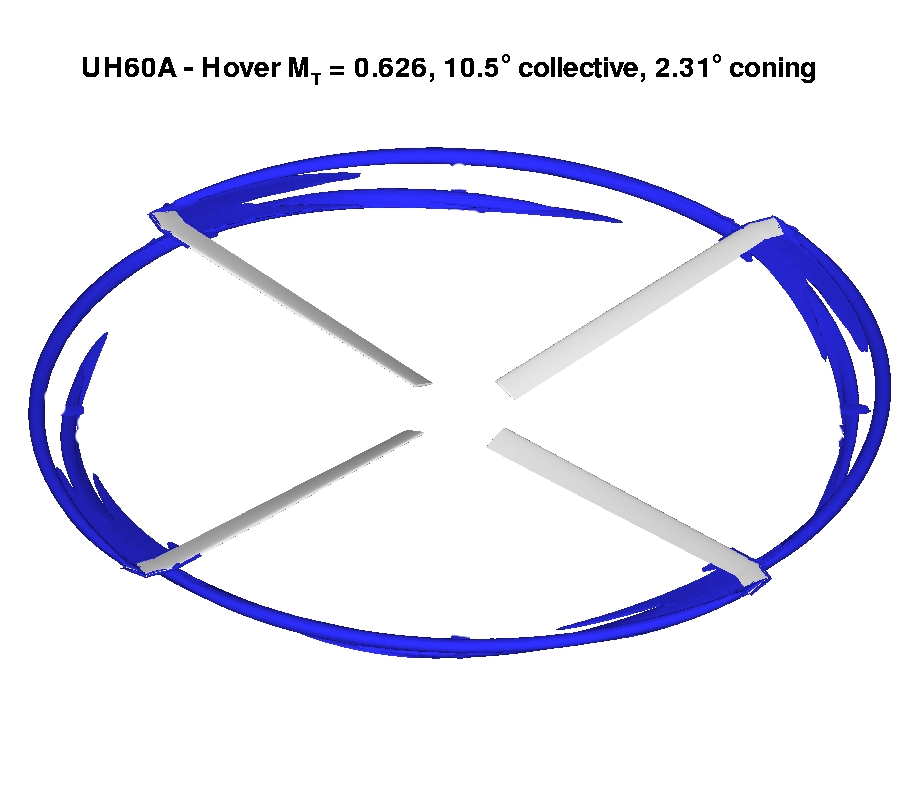 UH60A - Hover M_T = 0.626, 10.5° collective, 2.31° coning